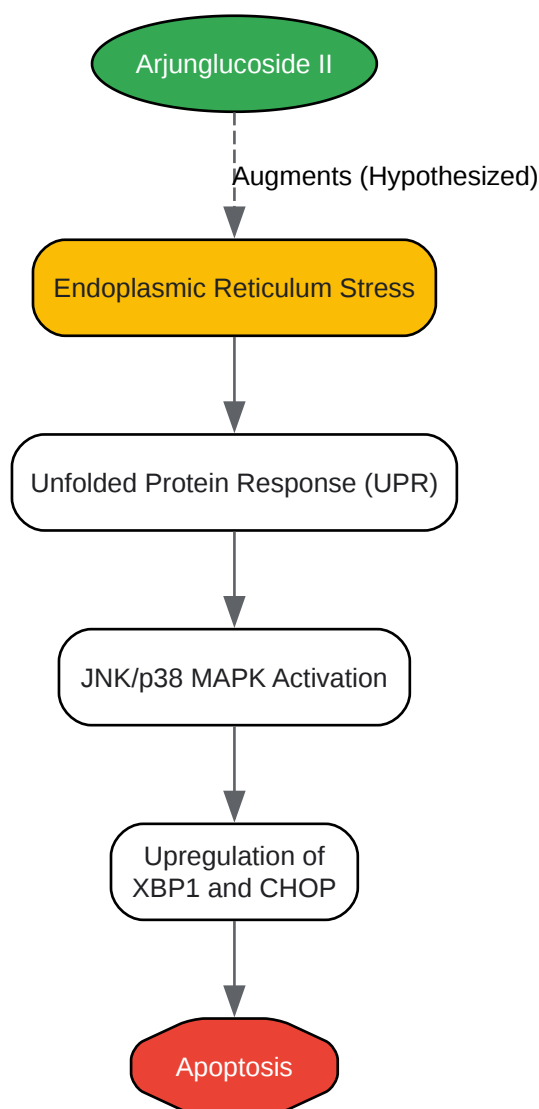 Arjunglucoside II
Augments (Hypothesized)
Endoplasmic Reticulum Stress
Unfolded Protein Response (UPR)
JNK/p38 MAPK Activation
Upregulation of
XBP1 and CHOP
Apoptosis